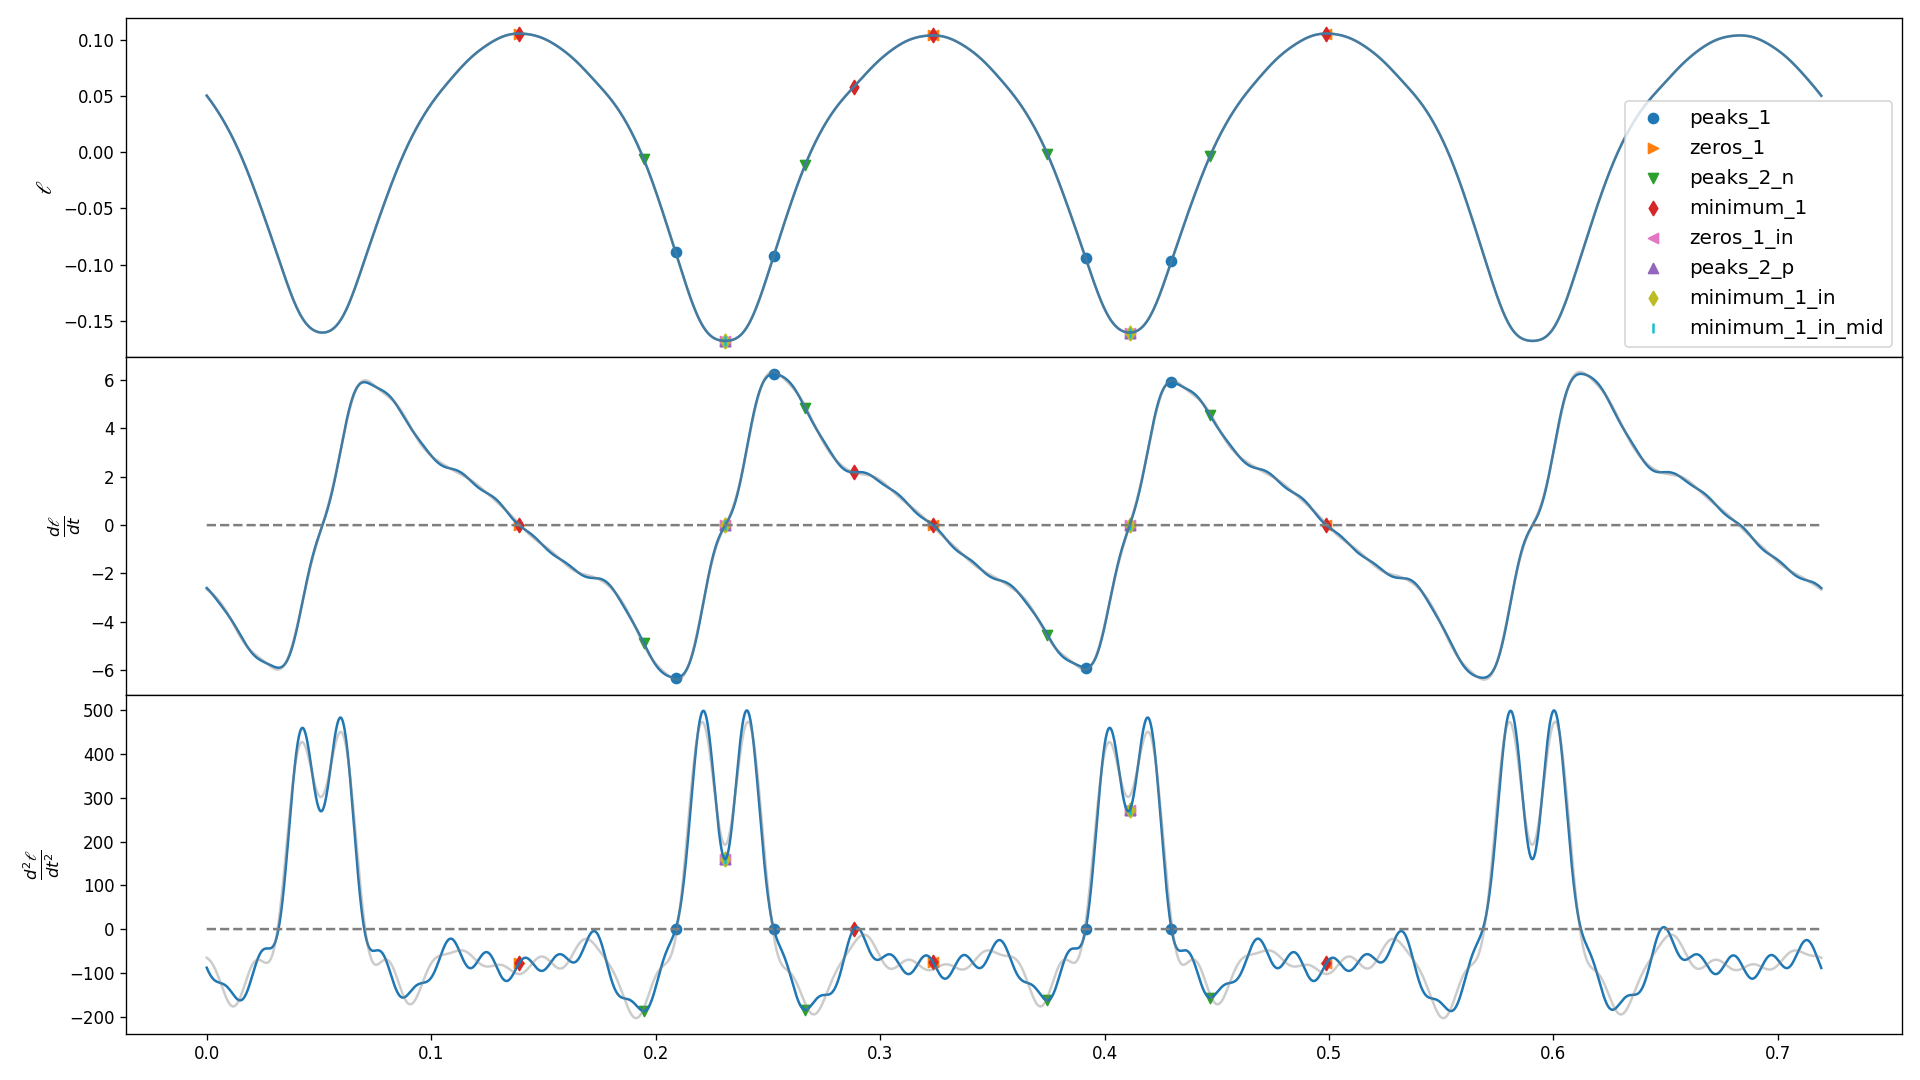 0.10
0.05
0.00
−0.05
−0.10
−0.15
ℓ
peaks_1
zeros_1
peaks_2_n
minimum_1
zeros_1_in
peaks_2_p
minimum_1_in
minimum_1_in_mid
6
4
2
0
−2
−4
−6
dℓ
dt
500
400
300
200
100
0
−100
−200
d²ℓ
dt²
0.0 0.1 0.2 0.3 0.4 0.5 0.6 0.7